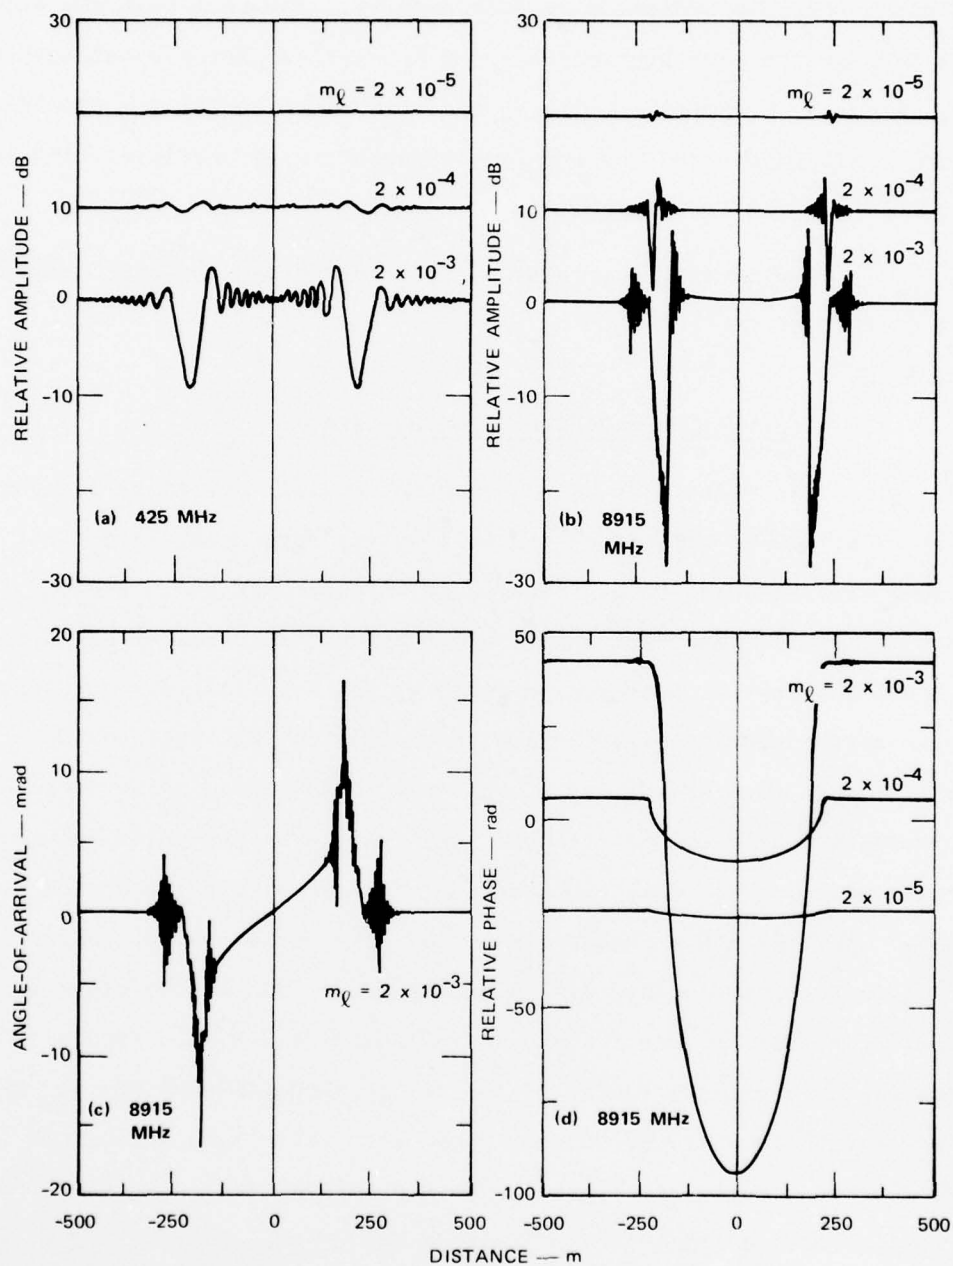 30
10
0
-10
-30
RELATIVE AMPLITUDE — dB
mℓ = 2 x 10⁻⁵
2 x 10⁻⁴
2 x 10⁻³
(a) 425 MHz
30
10
0
-10
-30
RELATIVE AMPLITUDE — dB
mℓ = 2 x 10⁻⁵
2 x 10⁻⁴
2 x 10⁻³
(b) 8915
MHz
20
10
0
-10
-20
ANGLE-OF-ARRIVAL — mrad
mℓ = 2 x 10⁻³
(c) 8915
MHz
-500 -250 0 250 500
50
0
-50
-100
RELATIVE PHASE — rad
mℓ = 2 x 10⁻³
2 x 10⁻⁴
2 x 10⁻⁵
(d) 8915 MHz
-500 -250 0 250 500
DISTANCE — m